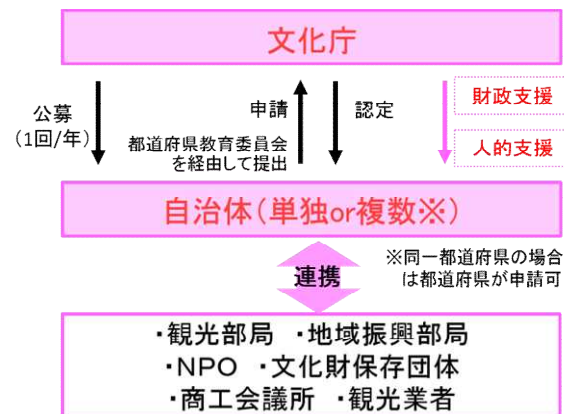 文化庁
公募
(1回/年)
申請
都道府県教育委員会
を経由して提出
認定
財政支援
人的支援
自治体(単独or複数※)
連携
※同一都道府県の場合
は都道府県が申請可
・観光部局 ・地域振興部局
・NPO ・文化財保存団体
・商工会議所 ・観光業者